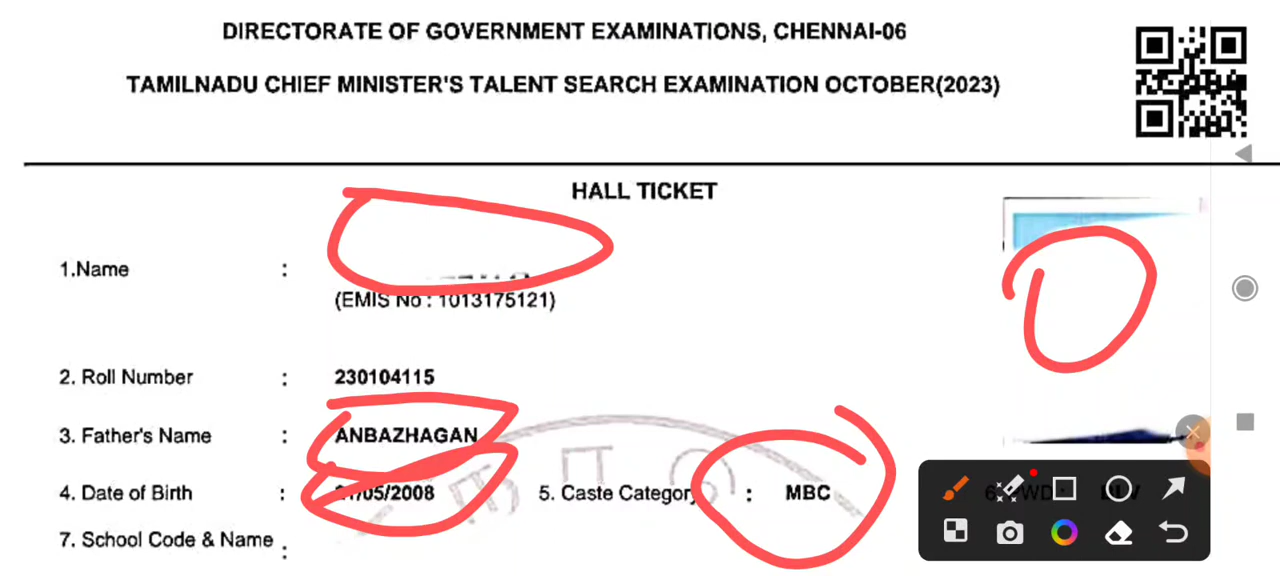 DIRECTORATE OF GOVERNMENT EXAMINATIONS, CHENNAI-06
TAMILNADU CHIEF MINISTER'S TALENT SEARCH EXAMINATION OCTOBER(2023)
HALL TICKET
1.Name :
(EMIS No : 1013175121)
2. Roll Number : 230104115
3. Father's Name : ANBAZHAGAN
4. Date of Birth : /05/2008 5. Caste Category : MBC
7. School Code & Name :